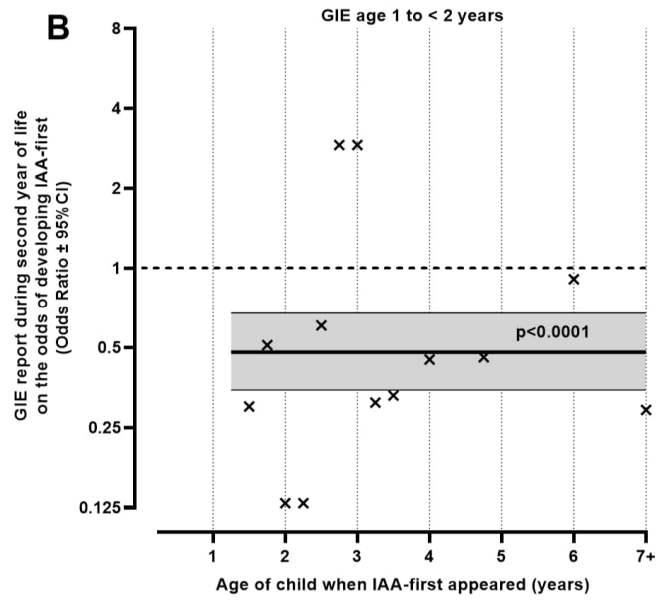 B
GIE age 1 to < 2 years
GIE report during second year of life
on the odds of developing IAA-first
(Odds Ratio ± 95% CI)
8
4
2
1
0.5
0.25
0.125
p<0.0001
1 2 3 4 5 6 7+
Age of child when IAA-first appeared (years)